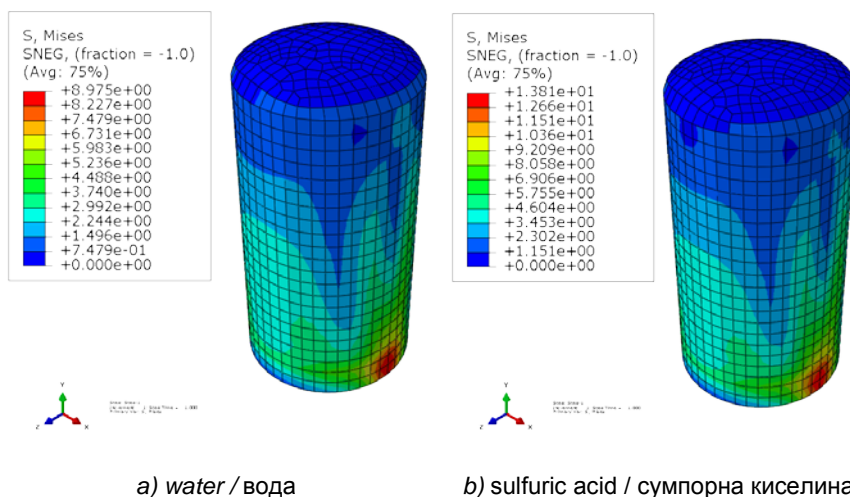 S, Mises
SNEG, (fraction = -1.0)
(Avg: 75%)
+8.975e+00
+8.227e+00
+7.479e+00
+6.731e+00
+5.983e+00
+5.236e+00
+4.488e+00
+3.740e+00
+2.992e+00
+2.244e+00
+1.496e+00
+7.479e-01
+0.000e+00
Y
Z
X
S, Mises
SNEG, (fraction = -1.0)
(Avg: 75%)
+1.381e+01
+1.266e+01
+1.151e+01
+1.036e+01
+9.209e+00
+8.058e+00
+6.906e+00
+5.755e+00
+4.604e+00
+3.453e+00
+2.302e+00
+1.151e+00
+0.000e+00
Y
Z
X
a) water / вода
b) sulfuric acid / сумпорна киселина